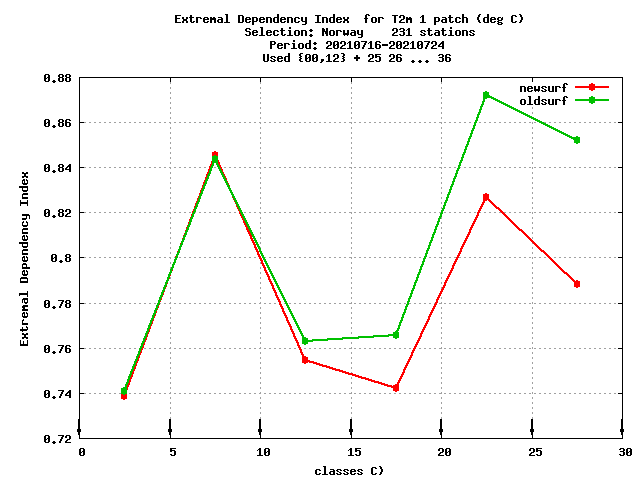 Extremal Dependency Index  for T2m 1 patch (deg C)
Selection: Norway    231 stations
Period: 20210716-20210724
Used {00,12} + 25 26 ... 36
newsurf
oldsurf
Extremal Dependency Index
0.88
0.86
0.84
0.82
0.8
0.78
0.76
0.74
0.72
0 5 10 15 20 25 30
classes C)